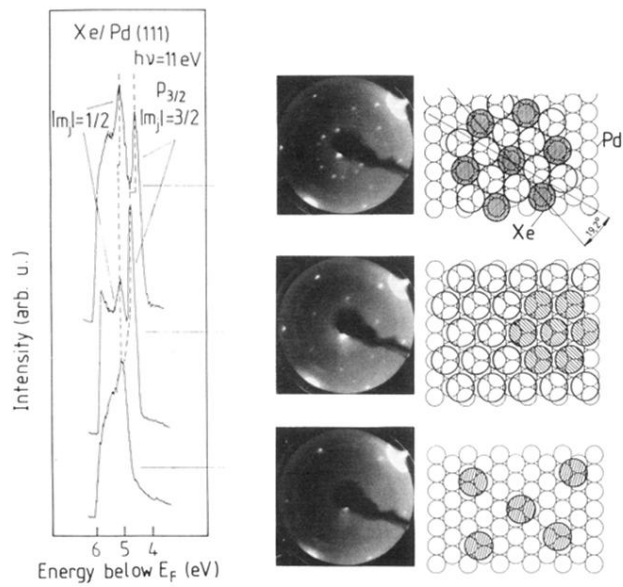 Xe/Pd (111)
hν=11 eV
P3/2
|mj|=1/2
|mj|=3/2
Intensity (arb. u.)
6 5 4
Energy below EF (eV)
Pd
Xe
19.2°